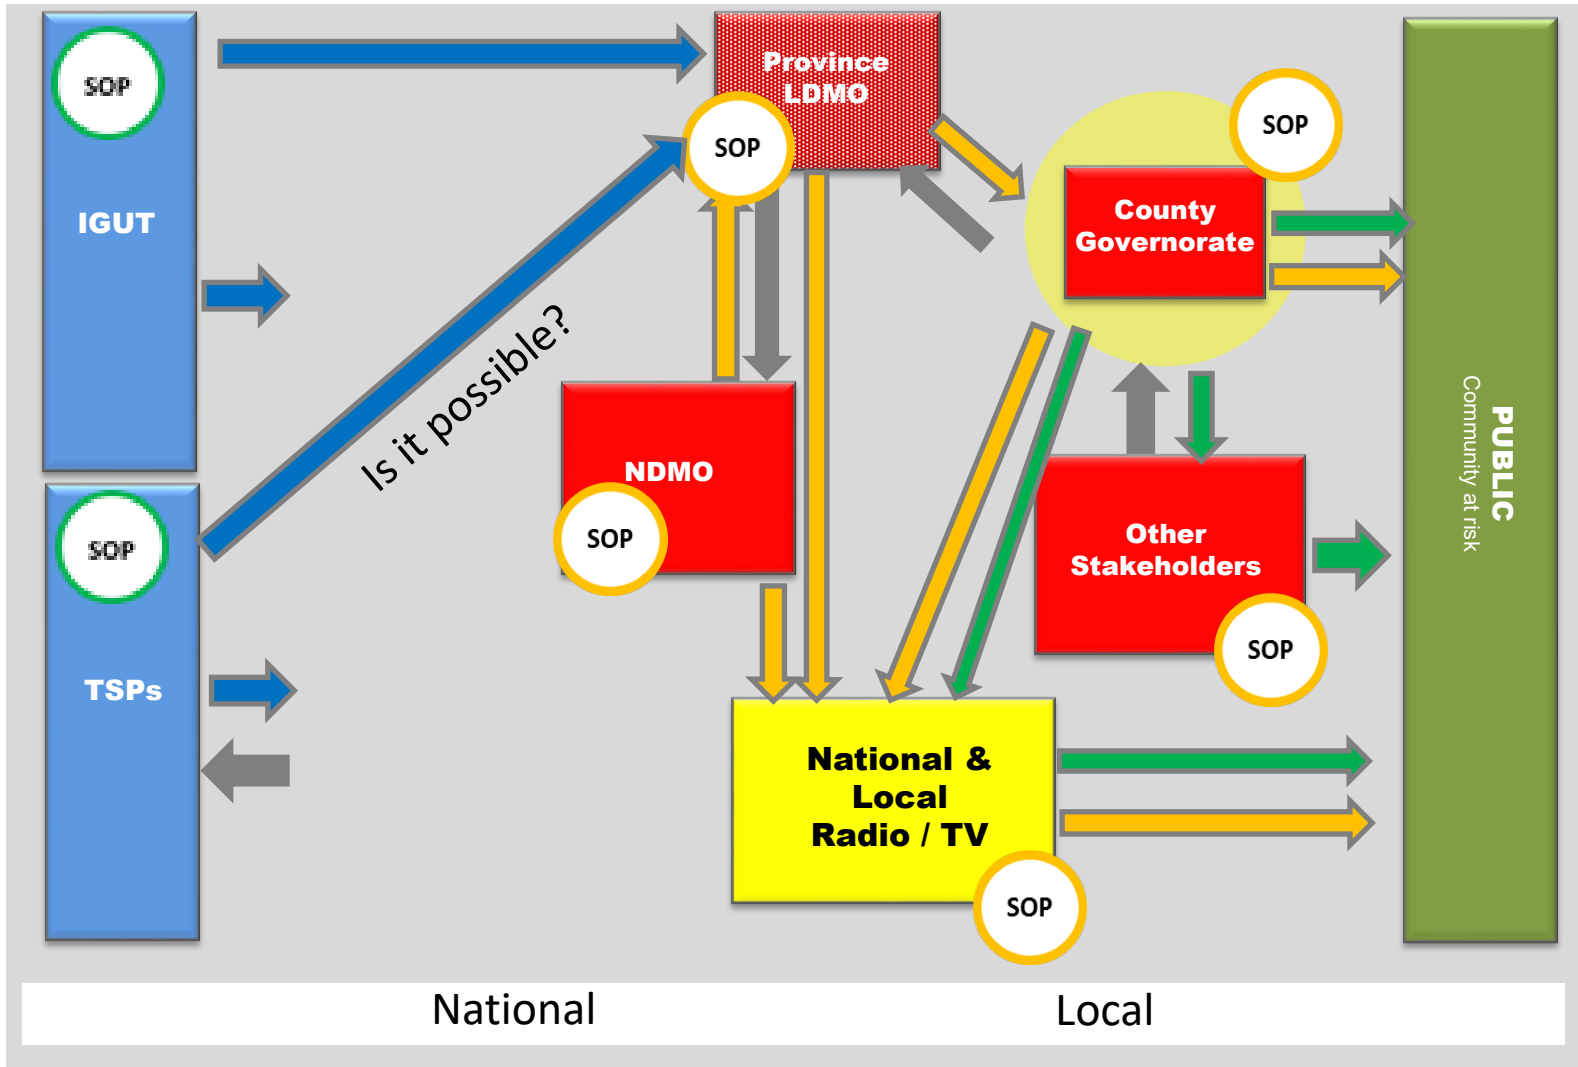 SOP
IGUT
Province
LDMO
SOP
SOP
County
Governorate
Is it possible?
NDMO
SOP
SOP
TSPs
Other
Stakeholders
SOP
National &
Local
Radio / TV
SOP
PUBLIC
Community at risk
National
Local